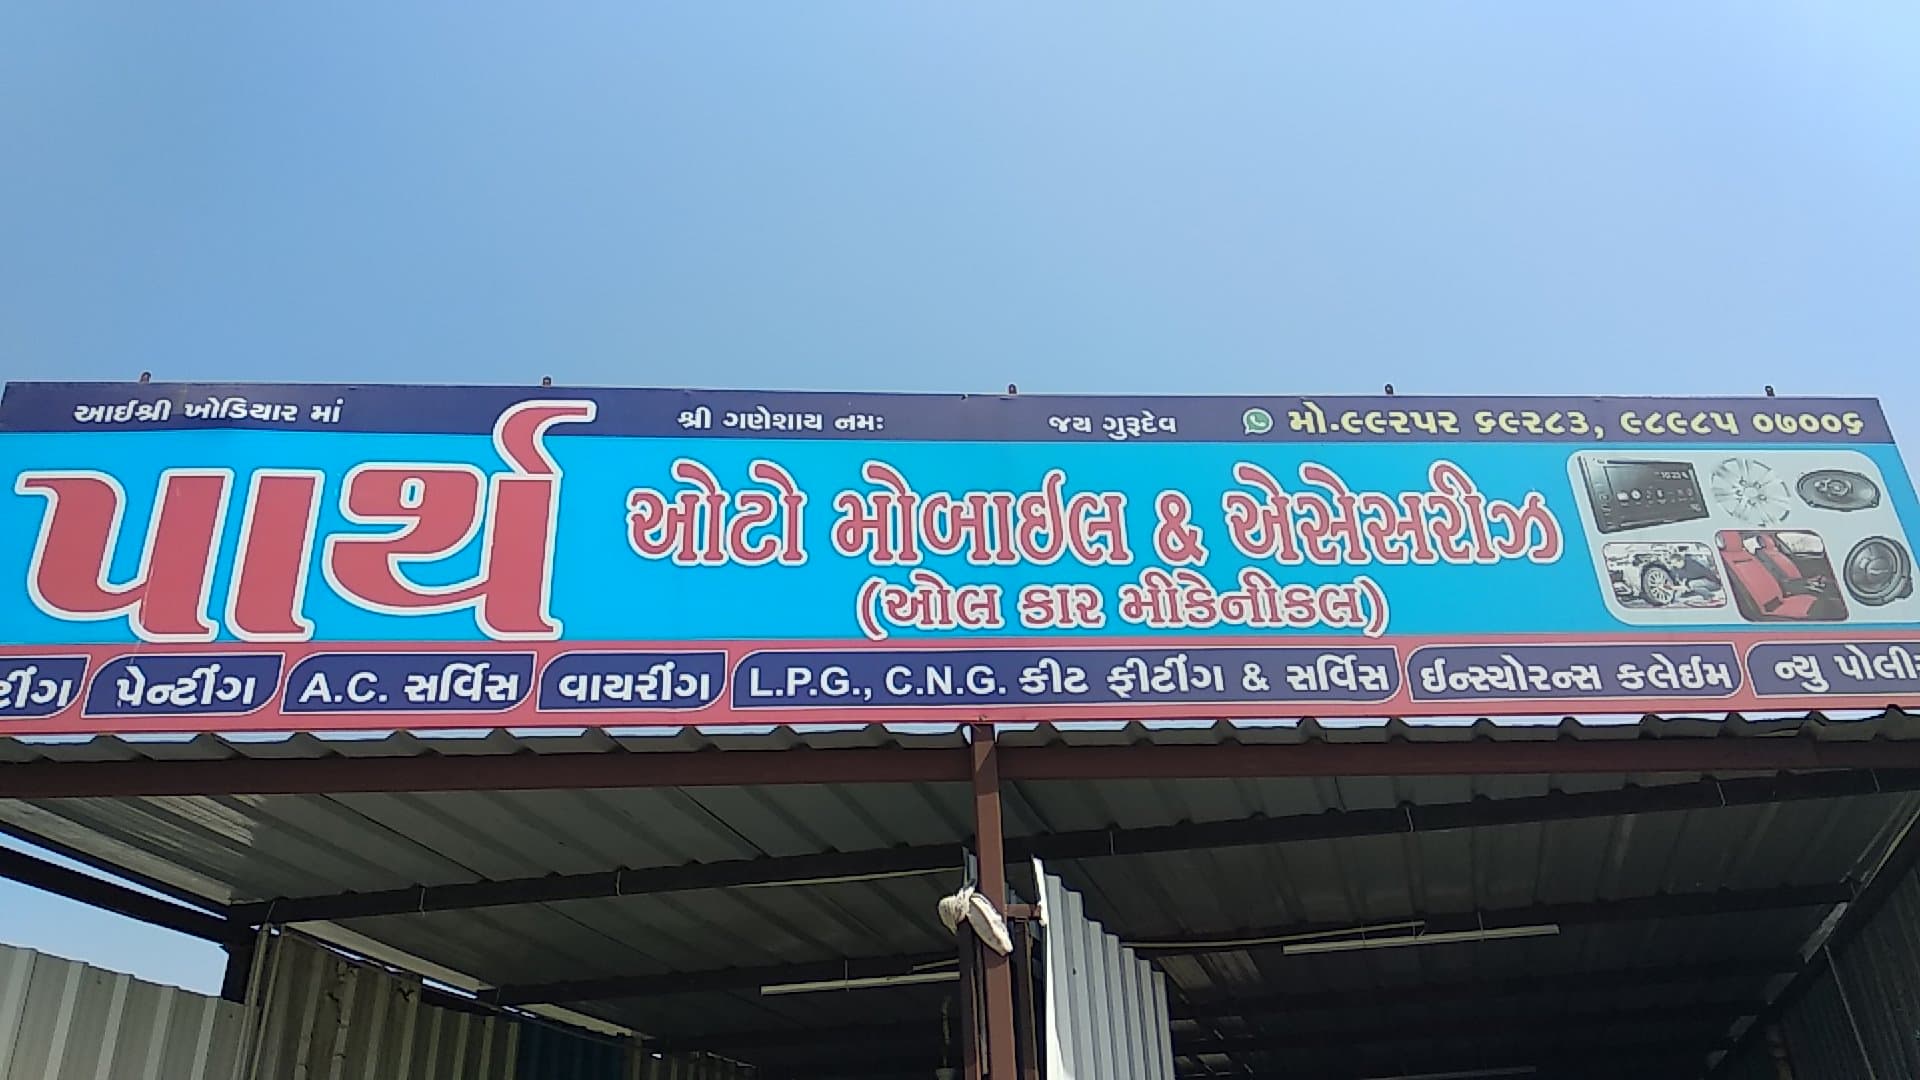 આઈશ્રી ખોડિયાર માં શ્રી ગણેશાય નમઃ જય ગુરૂદેવ મો.૯૯૨૫૨ ૬૯૨૮૩, ૯૮૯૮૫ ૦૭૦૦૬
પાર્થ ઓટો મોબાઇલ & એસેસરીઝ
(ઓલ કાર મીકેનીકલ)
પેન્ટીંગ A.C. સર્વિસ વાયરીંગ L.P.G., C.N.G. કીટ ફીટીંગ & સર્વિસ ઈન્સ્યોરન્સ કલેઈમ ન્યુ